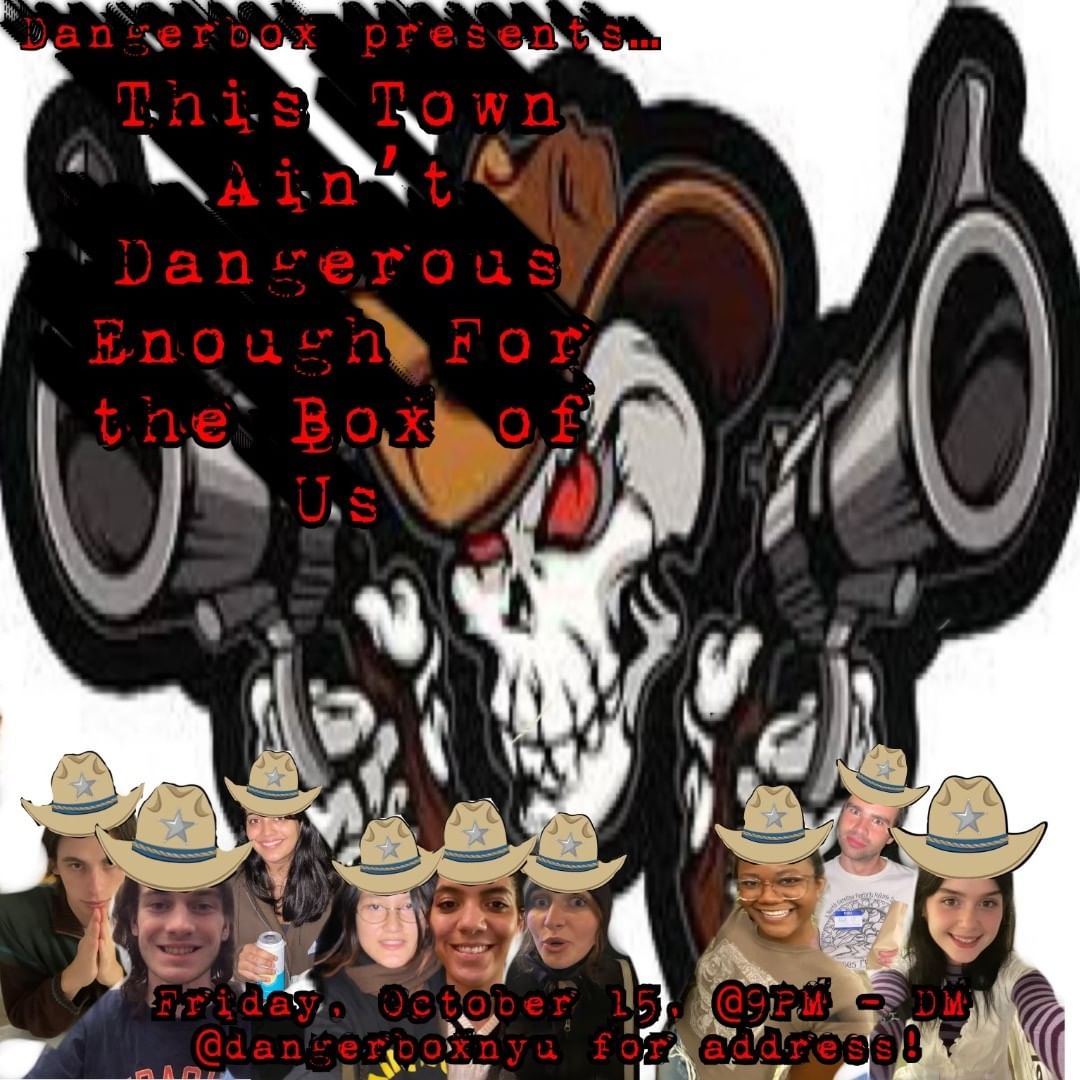 Dangerbox presents...
This Town
Ain't
Dangerous
Enough For
the Box of
Us
Friday, October 15, @9PM - DM
@dangerboxnyu for address!